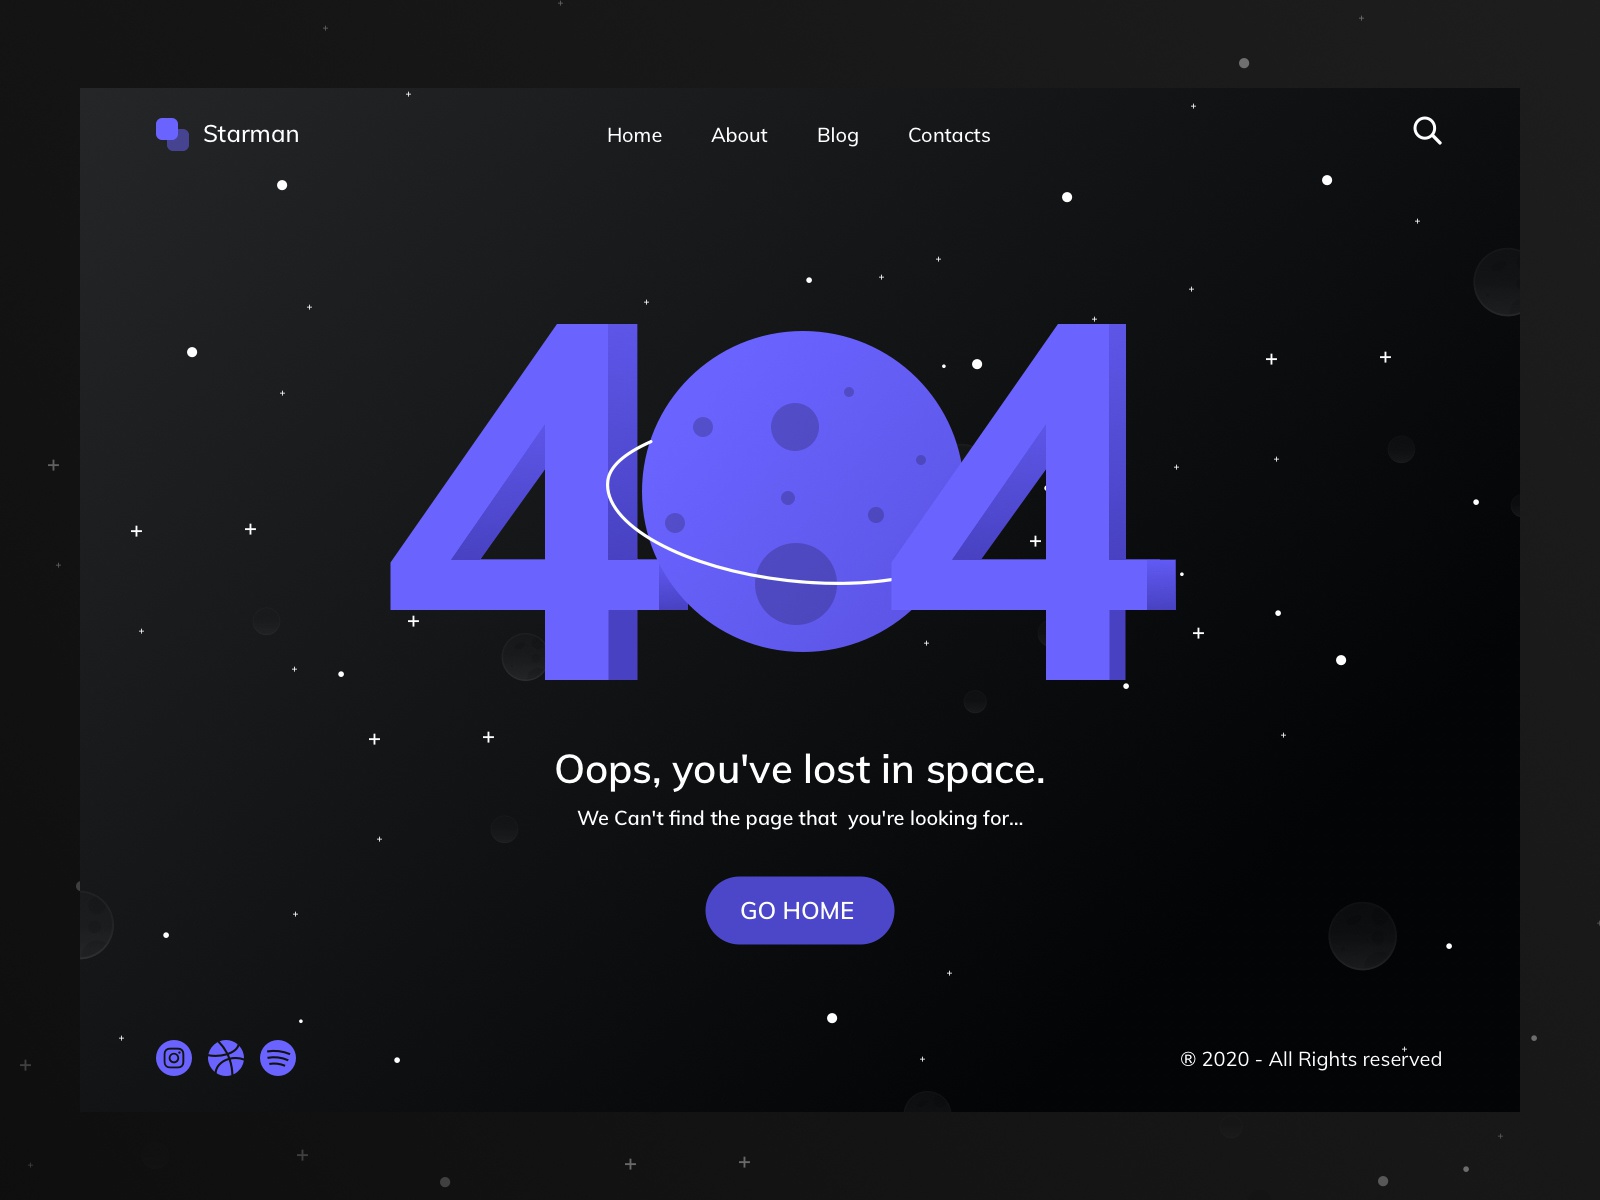 Starman
Home About Blog Contacts
404
Oops, you've lost in space.
We Can't find the page that  you're looking for...
GO HOME
® 2020 - All Rights reserved